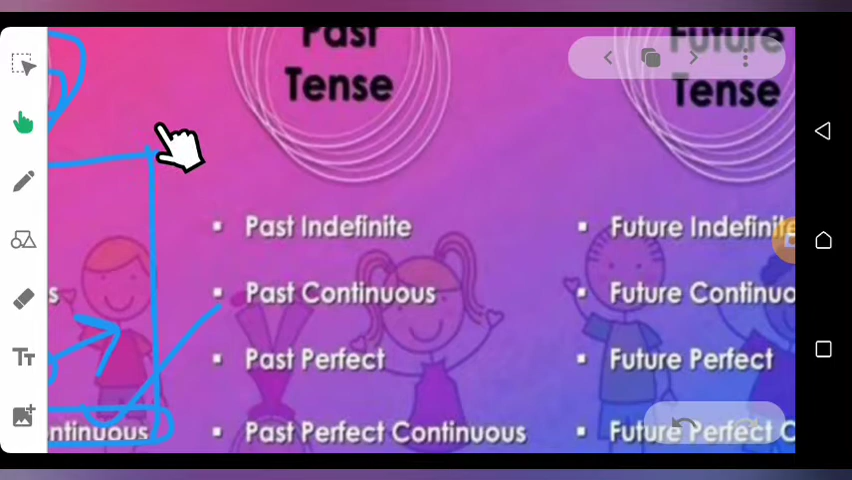 Past
Tense
Past Indefinite
Past Continuous
Past Perfect
Past Perfect Continuous
Future
Tense
Future Indefinite
Future Continuo
Future Perfect
Future Perfect C
s
ntinuous
Tт